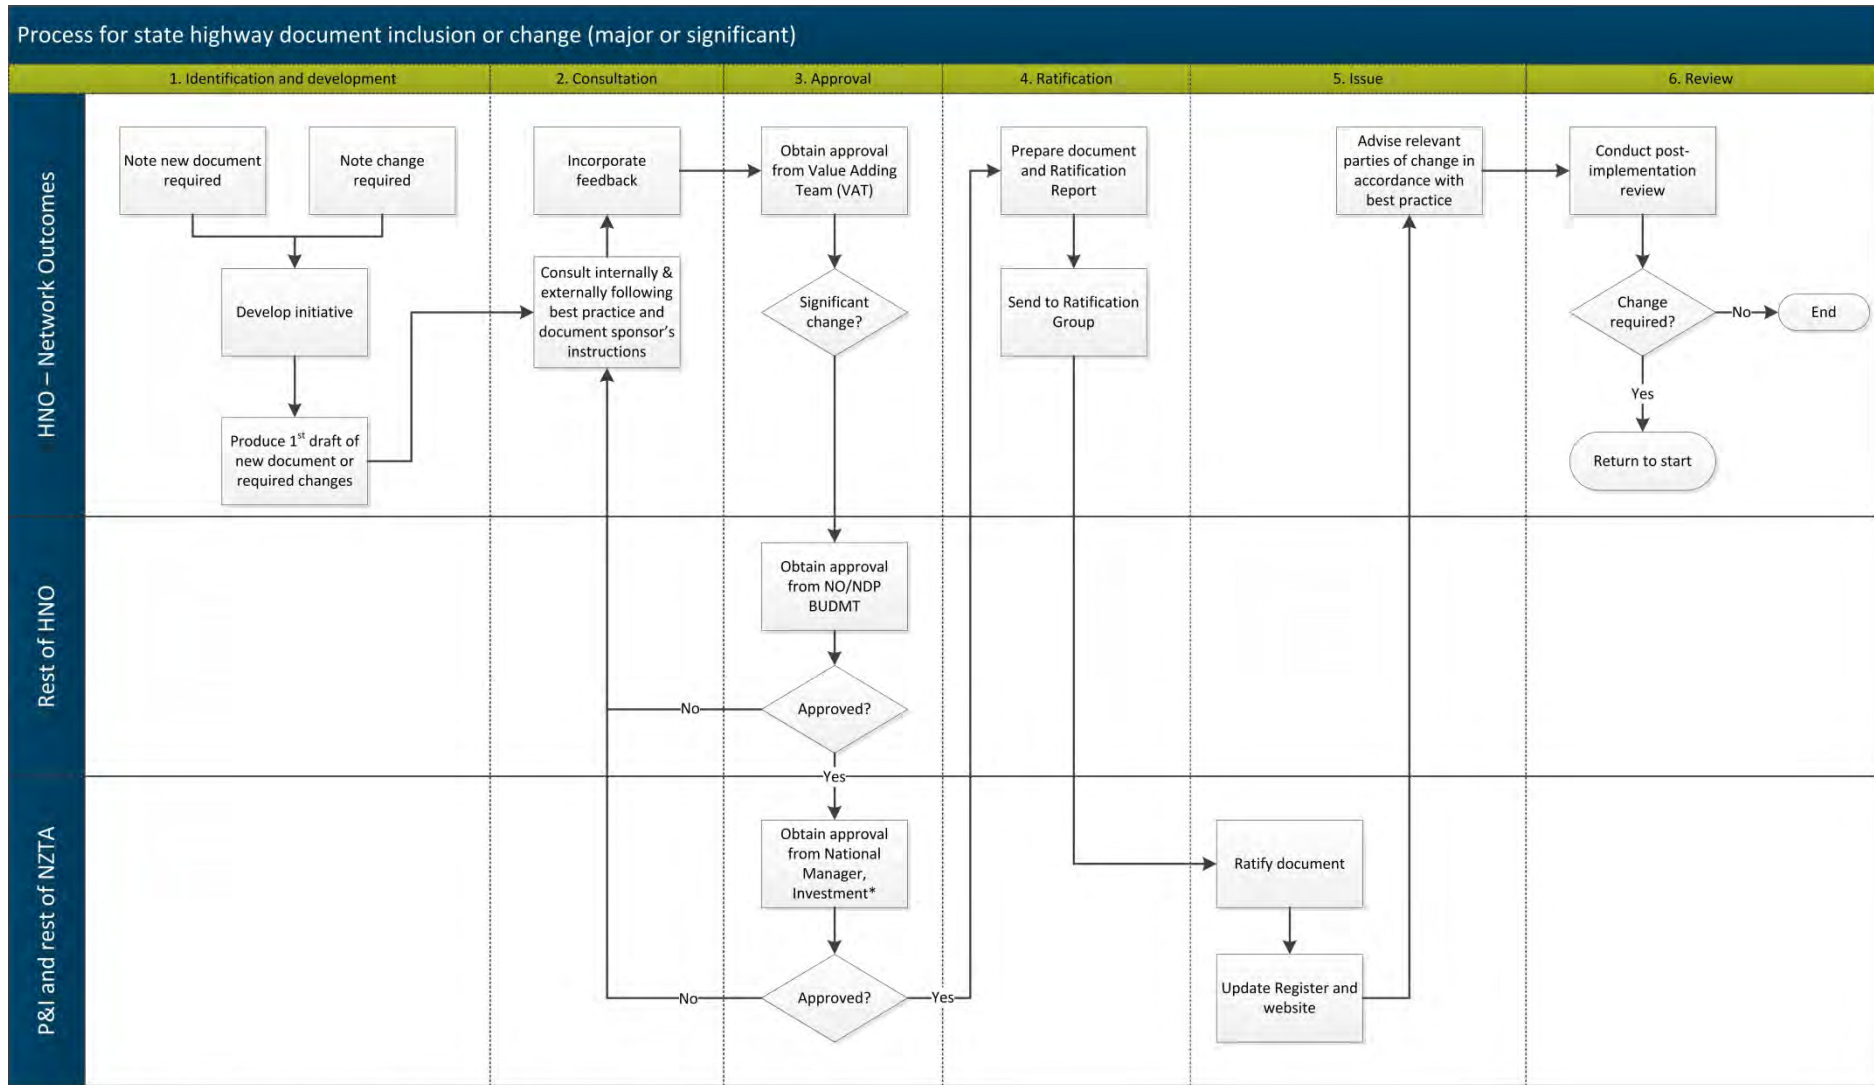 Process for state highway document inclusion or change (major or significant)
1. Identification and development
2. Consultation
3. Approval
4. Ratification
5. Issue
6. Review
HNO – Network Outcomes
Note new document
required
Note change
required
Develop initiative
Produce 1st draft of
new document or
required changes
Incorporate
feedback
Consult internally &
externally following
best practice and
document sponsor's
instructions
Obtain approval
from Value Adding
Team (VAT)
Significant
change?
Prepare document
and Ratification
Report
Send to Ratification
Group
Advise relevant
parties of change in
accordance with
best practice
Conduct post-
implementation
review
Change
required?
No
End
Yes
Return to start
Rest of HNO
Obtain approval
from NO/NDP
BUDMT
Approved?
No
Yes
P&I and rest of NZTA
Obtain approval
from National
Manager,
Investment*
Approved?
No
Yes
Ratify document
Update Register and
website